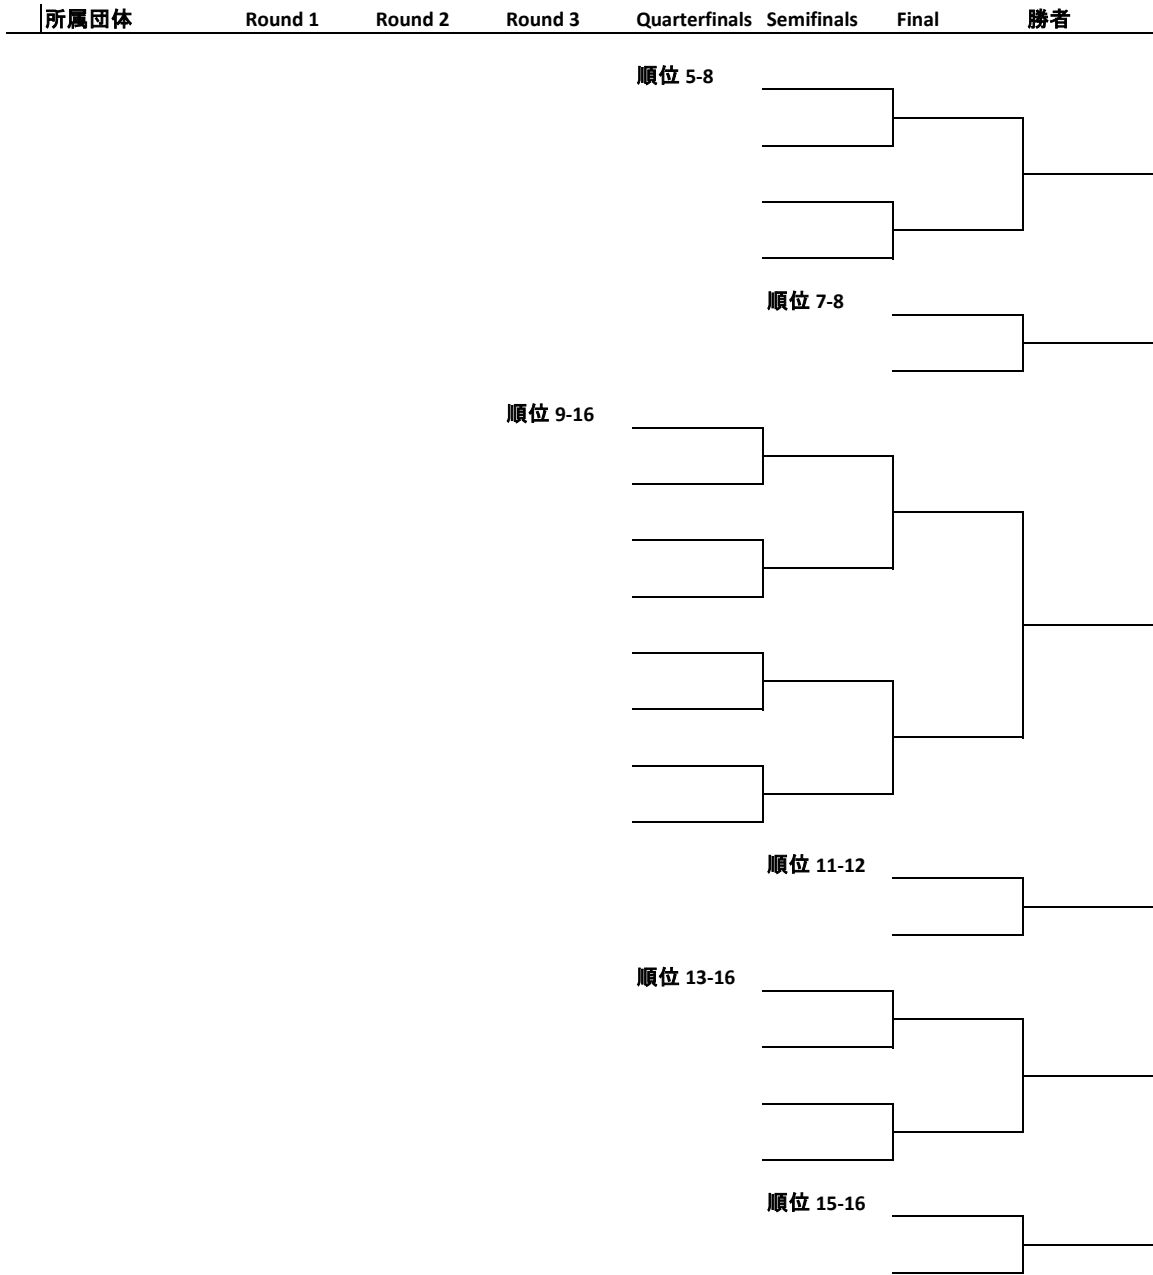 所属団体 Round 1 Round 2 Round 3 Quarterfinals Semifinals Final 勝者
順位 5-8
順位 7-8
順位 9-16
順位 11-12
順位 13-16
順位 15-16